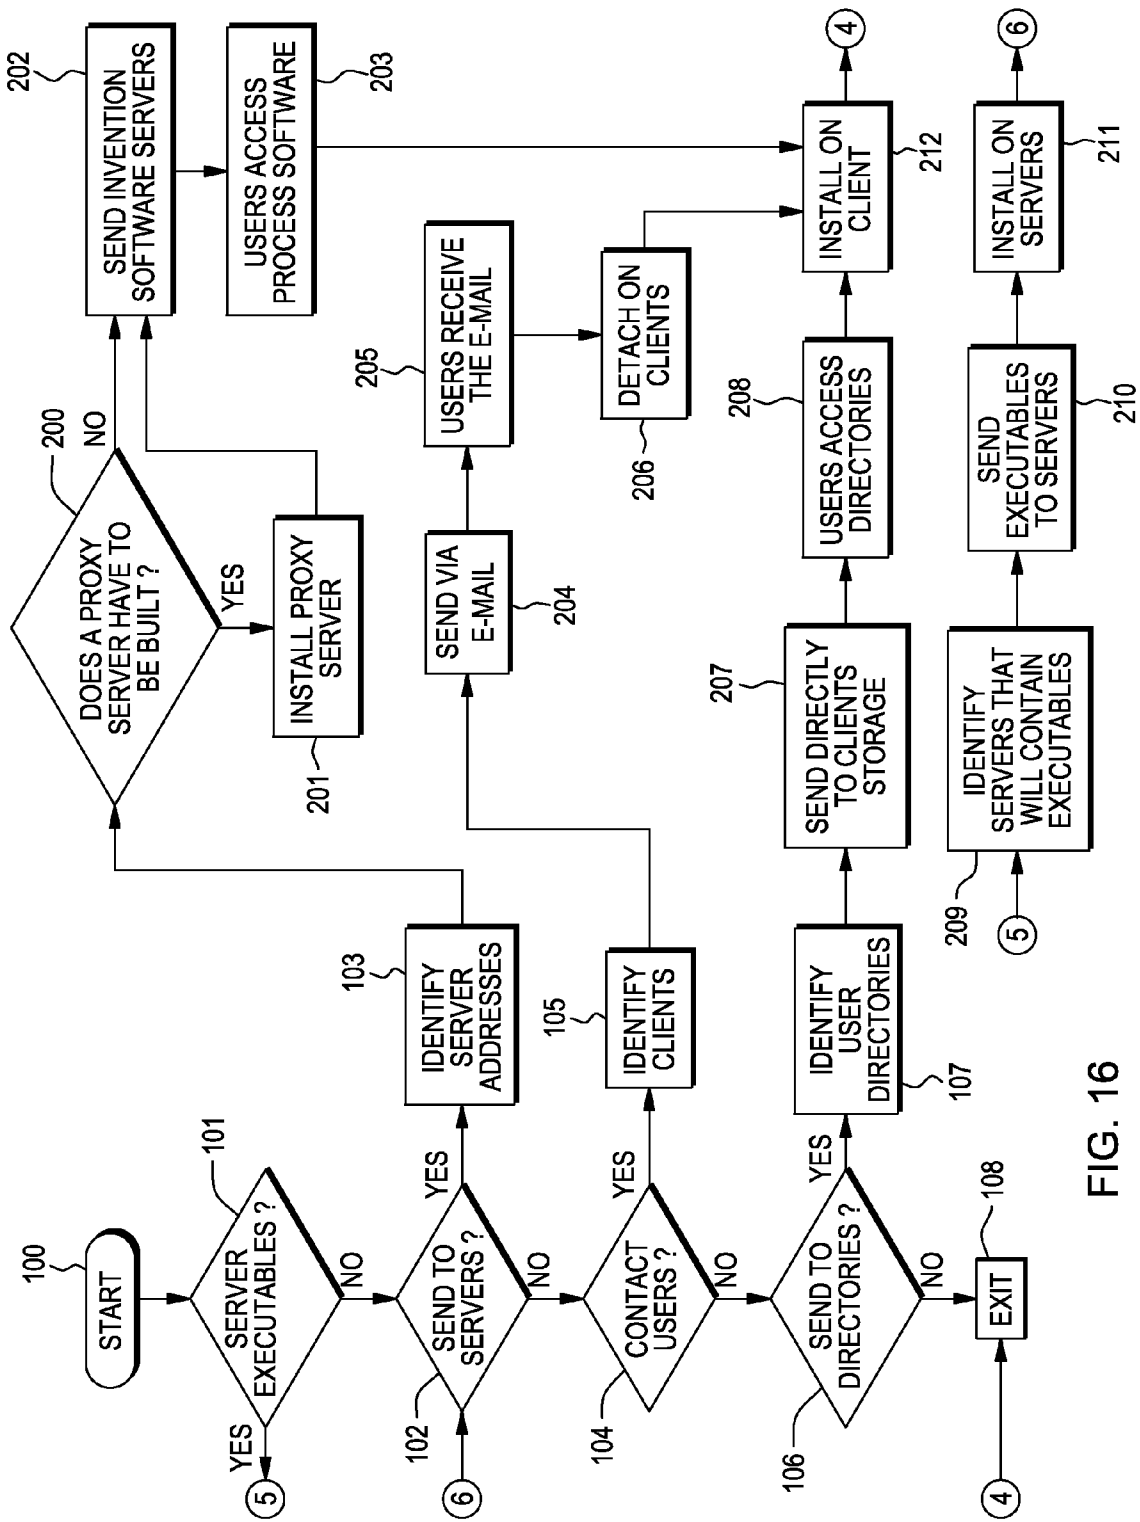 100
START
101
SERVER
EXECUTABLES ?
YES
5
NO
102
SEND TO
SERVERS ?
6
YES
NO
103
IDENTIFY
SERVER
ADDRESSES
104
CONTACT
USERS ?
YES
NO
105
IDENTIFY
CLIENTS
106
SEND TO
DIRECTORIES ?
YES
NO
107
IDENTIFY
USER
DIRECTORIES
108
EXIT
4
200
DOES A PROXY
SERVER HAVE TO
BE BUILT ?
NO
YES
201
INSTALL PROXY
SERVER
202
SEND INVENTION
SOFTWARE SERVERS
203
USERS ACCESS
PROCESS SOFTWARE
204
SEND VIA
E-MAIL
205
USERS RECEIVE
THE E-MAIL
206
DETACH ON
CLIENTS
207
SEND DIRECTLY
TO CLIENTS
STORAGE
208
USERS ACCESS
DIRECTORIES
212
INSTALL ON
CLIENT
4
5
209
IDENTIFY
SERVERS THAT
WILL CONTAIN
EXECUTABLES
210
SEND
EXECUTABLES
TO SERVERS
211
INSTALL ON
SERVERS
6
FIG. 16